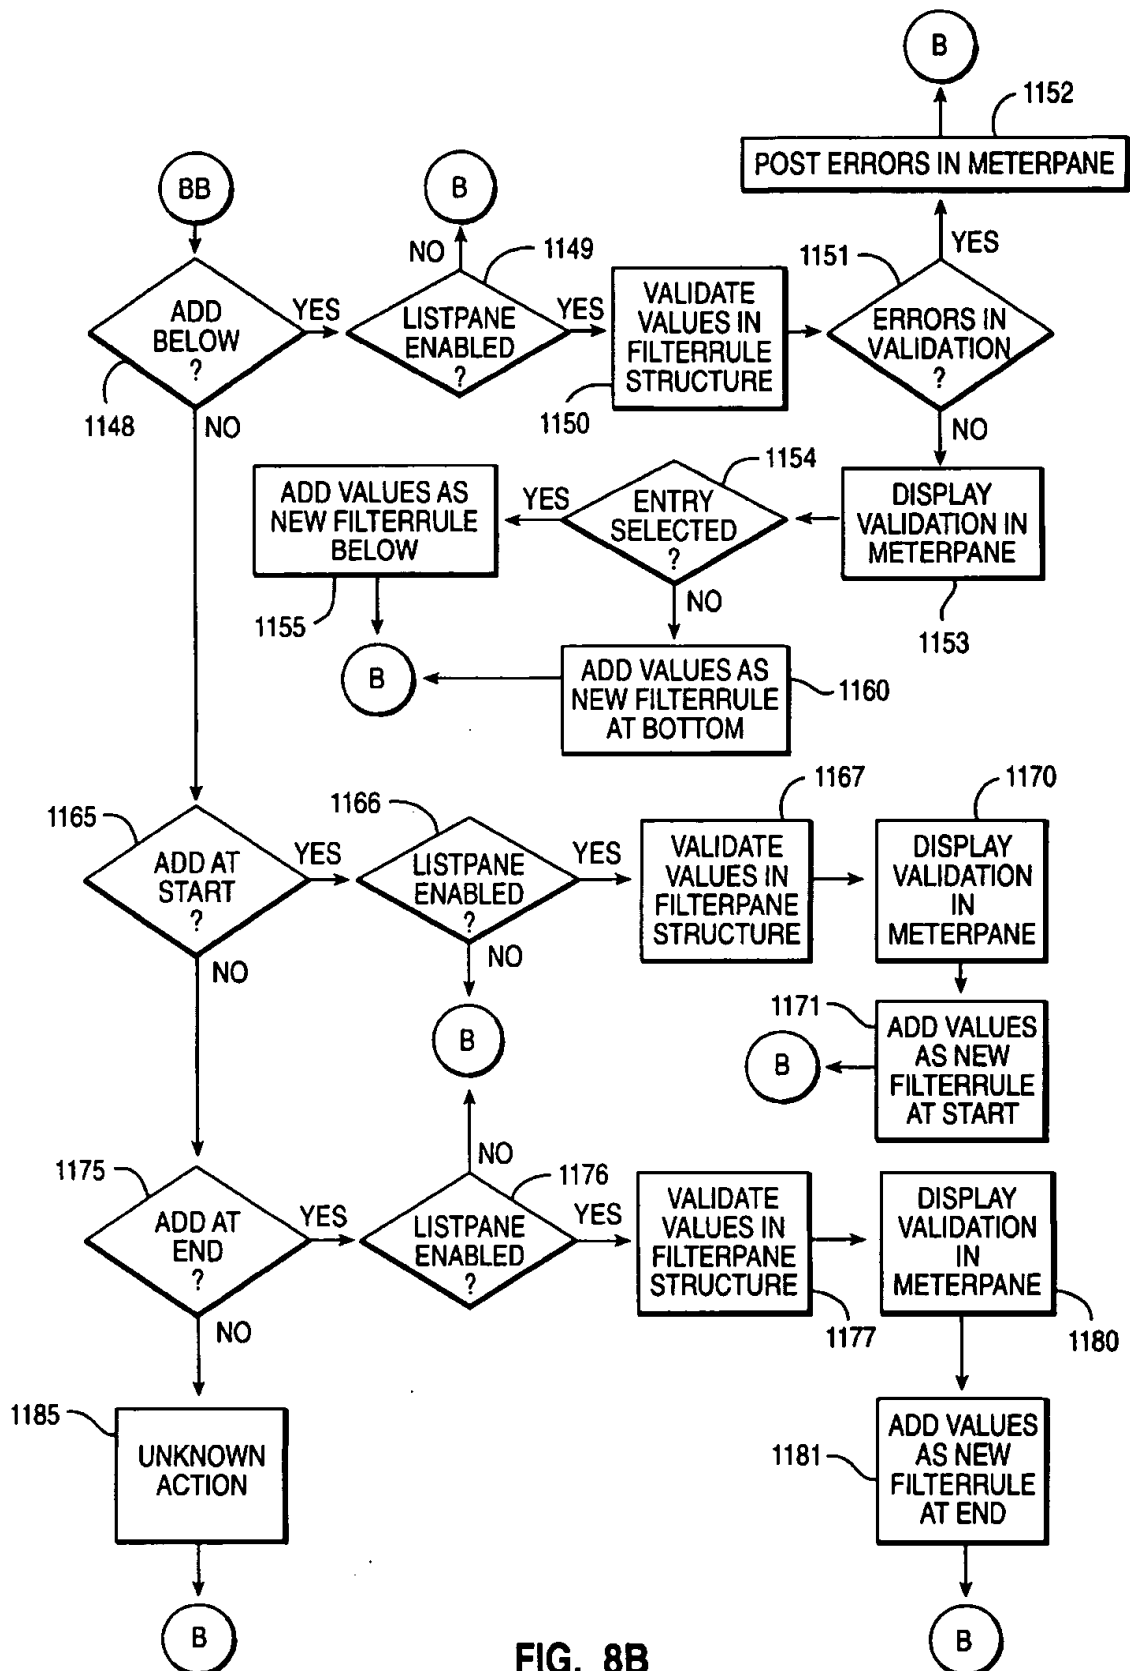 B
1152
POST ERRORS IN METERPANE
BB
B
NO
1149
1151
YES
ADD
BELOW
?
YES
LISTPANE
ENABLED
?
YES
VALIDATE
VALUES IN
FILTERRULE
STRUCTURE
ERRORS IN
VALIDATION
?
1148
NO
1150
NO
ADD VALUES AS
NEW FILTERRULE
BELOW
YES
ENTRY
SELECTED
?
1154
DISPLAY
VALIDATION IN
METERPANE
1155
NO
1153
B
ADD VALUES AS
NEW FILTERRULE
AT BOTTOM
1160
1165
1166
1167
1170
ADD AT
START
?
YES
LISTPANE
ENABLED
?
YES
VALIDATE
VALUES IN
FILTERPANE
STRUCTURE
DISPLAY
VALIDATION
IN
METERPANE
NO
NO
B
1171
B
ADD VALUES
AS NEW
FILTERRULE
AT START
1175
NO
1176
ADD AT
END
?
YES
LISTPANE
ENABLED
?
YES
VALIDATE
VALUES IN
FILTERPANE
STRUCTURE
DISPLAY
VALIDATION
IN
METERPANE
NO
1177
1180
1185
UNKNOWN
ACTION
1181
ADD VALUES
AS NEW
FILTERRULE
AT END
B
B
FIG. 8B